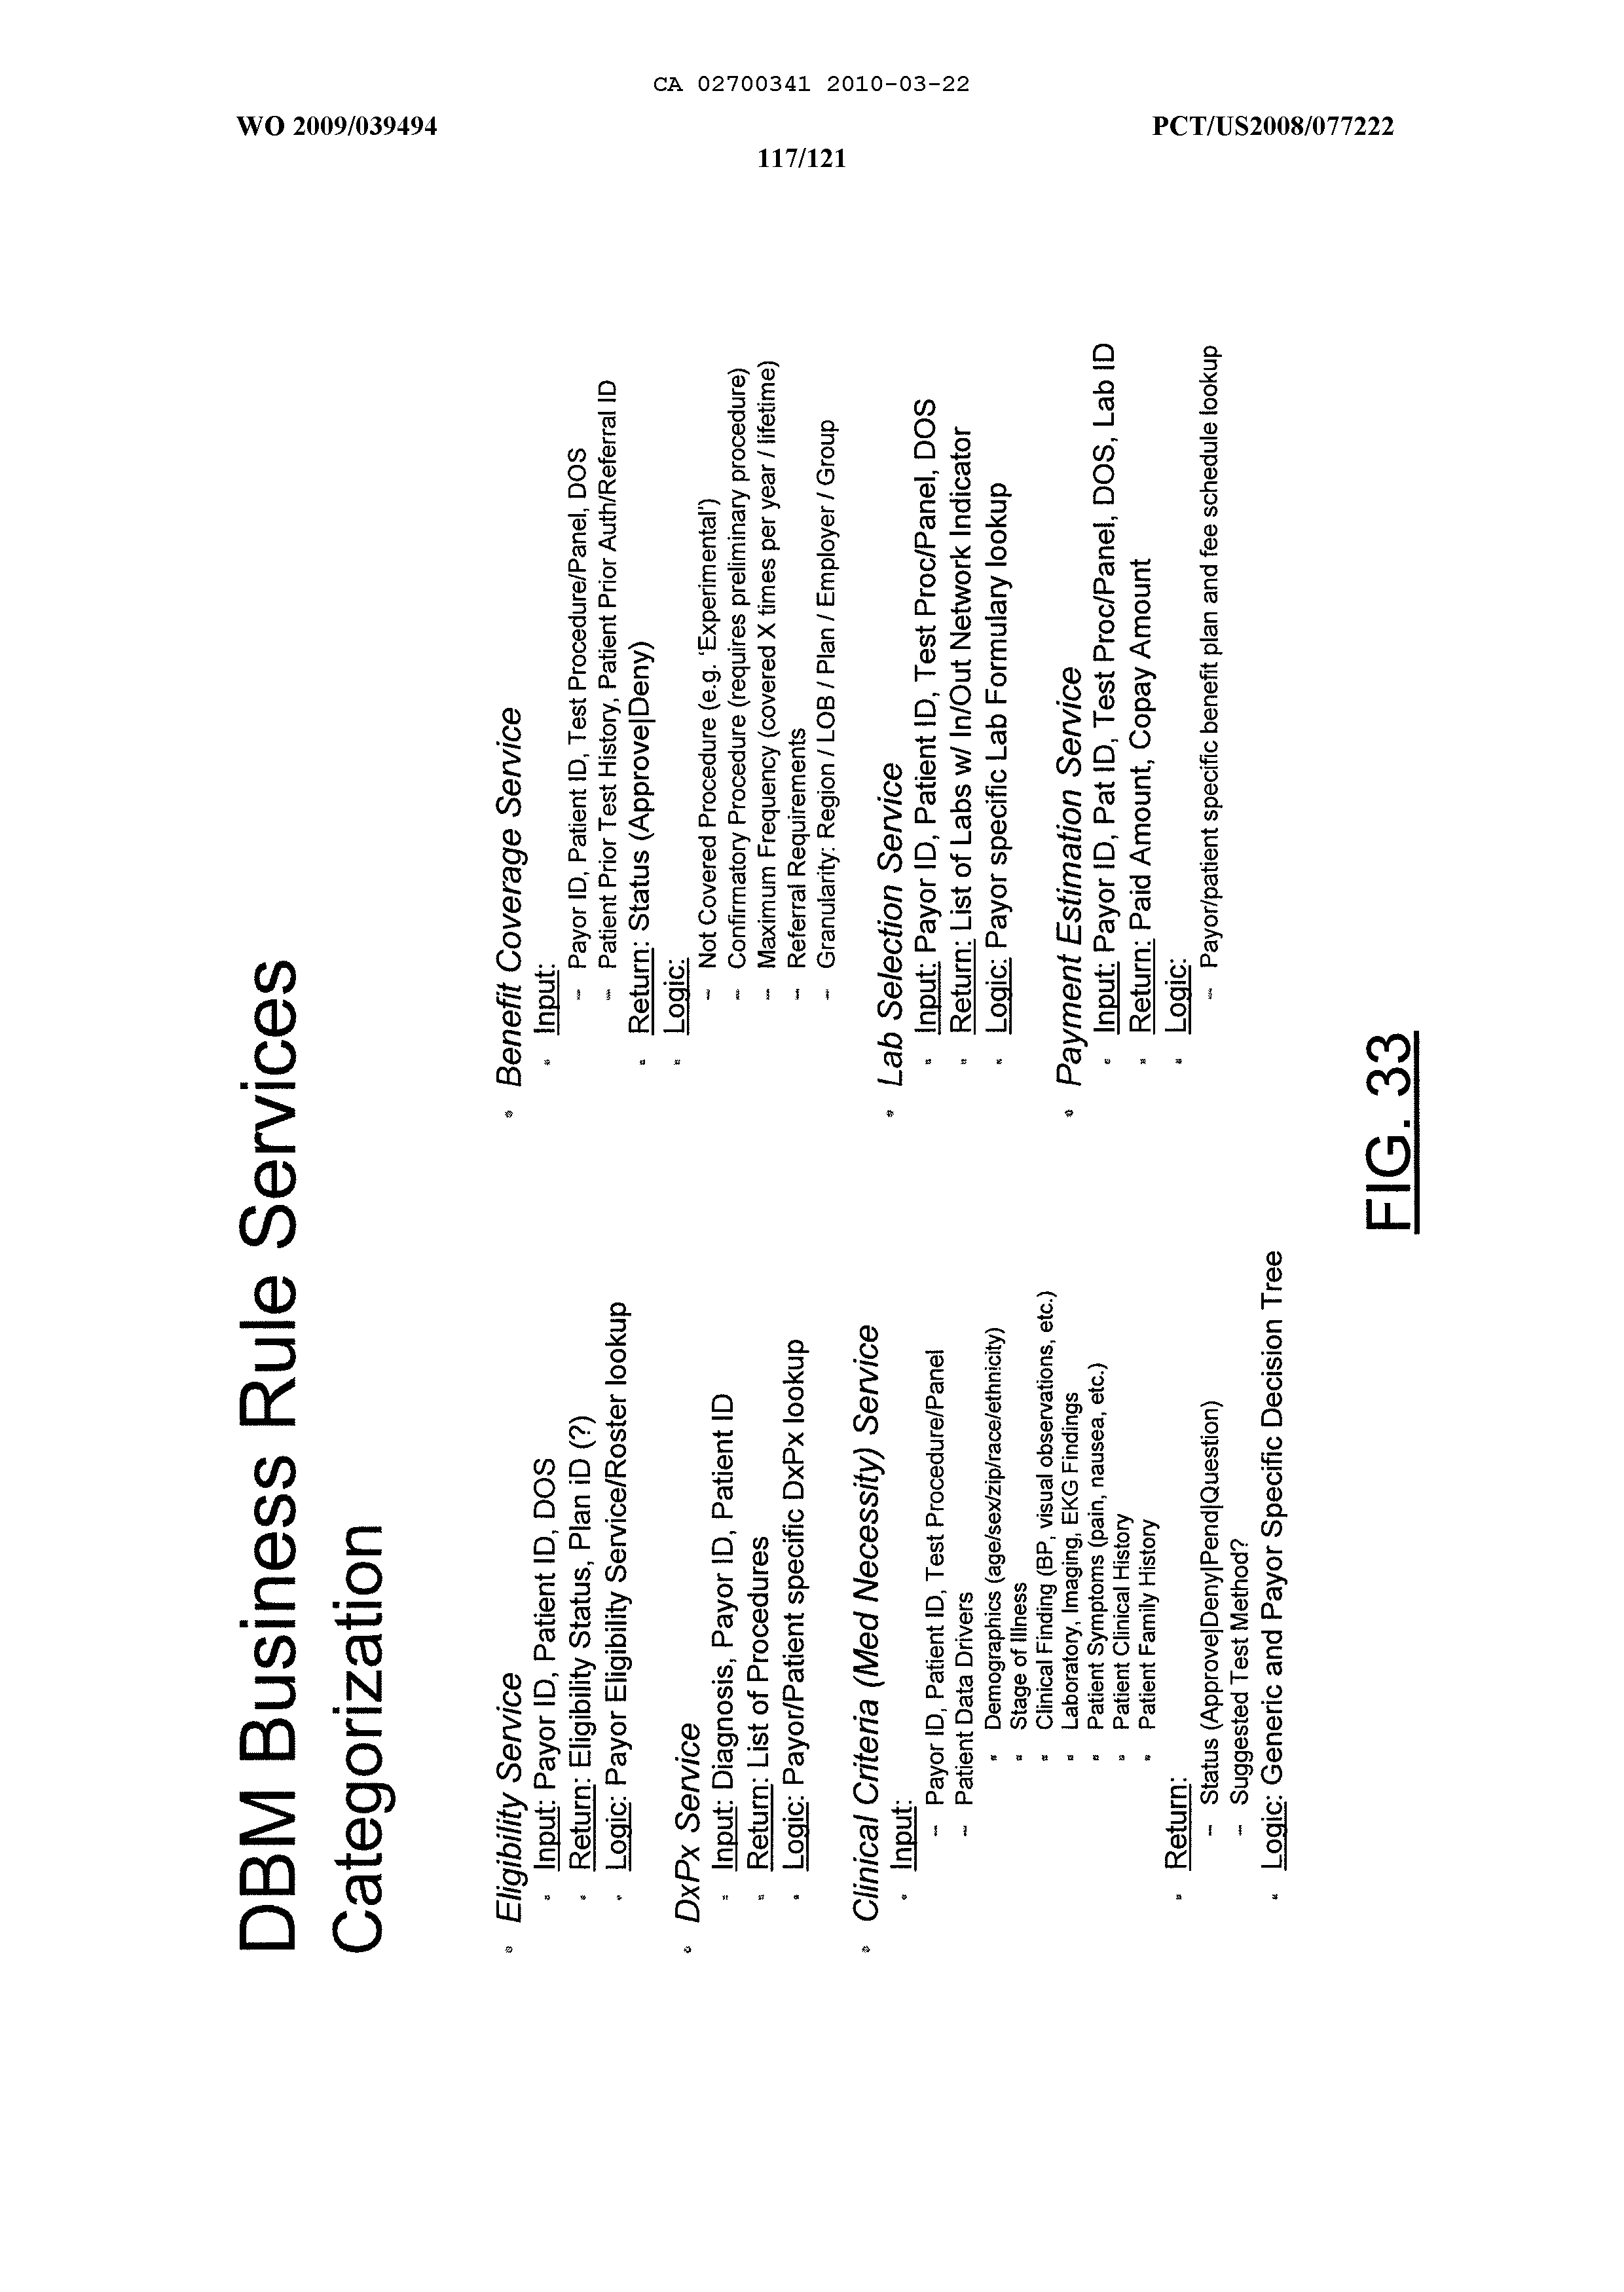 CA 02700341 2010-03-22
WO 2009/039494
PCT/US2008/077222
117/121
DBM Business Rule Services
Categorization
• Eligibility Service
▪ Input: Payor ID, Patient ID, DOS
▪ Return: Eligibility Status, Plan iD (?)
▪ Logic: Payor Eligibility Service/Roster lookup
• DxPx Service
▪ Input: Diagnosis, Payor ID, Patient ID
▪ Return: List of Procedures
▪ Logic: Payor/Patient specific DxPx lookup
• Clinical Criteria (Med Necessity) Service
▪ Input:
– Payor ID, Patient ID, Test Procedure/Panel
– Patient Data Drivers
▪ Demographics (age/sex/zip/race/ethnicity)
▪ Stage of Illness
▪ Clinical Finding (BP, visual observations, etc.)
▪ Laboratory, Imaging, EKG Findings
▪ Patient Symptoms (pain, nausea, etc.)
▪ Patient Clinical History
▪ Patient Family History
▪ Return:
– Status (Approve|Deny|Pend|Question)
– Suggested Test Method?
▪ Logic: Generic and Payor Specific Decision Tree
• Benefit Coverage Service
▪ Input:
– Payor ID, Patient ID, Test Procedure/Panel, DOS
– Patient Prior Test History, Patient Prior Auth/Referral ID
▪ Return: Status (Approve|Deny)
▪ Logic:
– Not Covered Procedure (e.g. 'Experimental')
– Confirmatory Procedure (requires preliminary procedure)
– Maximum Frequency (covered X times per year / lifetime)
– Referral Requirements
– Granularity: Region / LOB / Plan / Employer / Group
• Lab Selection Service
▪ Input: Payor ID, Patient ID, Test Proc/Panel, DOS
▪ Return: List of Labs w/ In/Out Network Indicator
▪ Logic: Payor specific Lab Formulary lookup
• Payment Estimation Service
▪ Input: Payor ID, Pat ID, Test Proc/Panel, DOS, Lab ID
▪ Return: Paid Amount, Copay Amount
▪ Logic:
– Payor/patient specific benefit plan and fee schedule lookup
FIG. 33